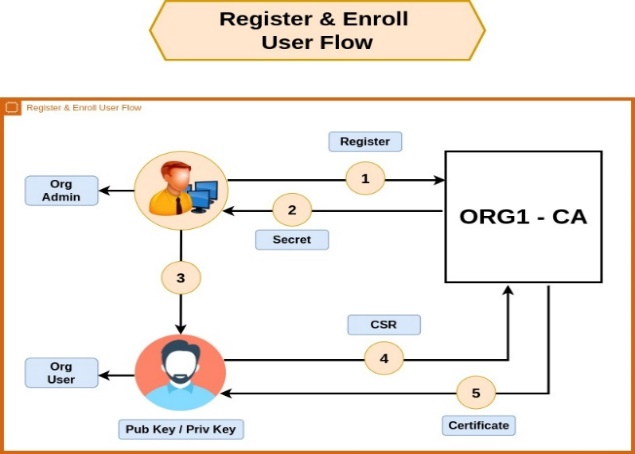 Register & Enroll
User Flow
Register & Enroll User Flow
Register
1
Org
Admin
2
ORG1 - CA
Secret
3
CSR
4
Org
User
5
Pub Key / Priv Key
Certificate